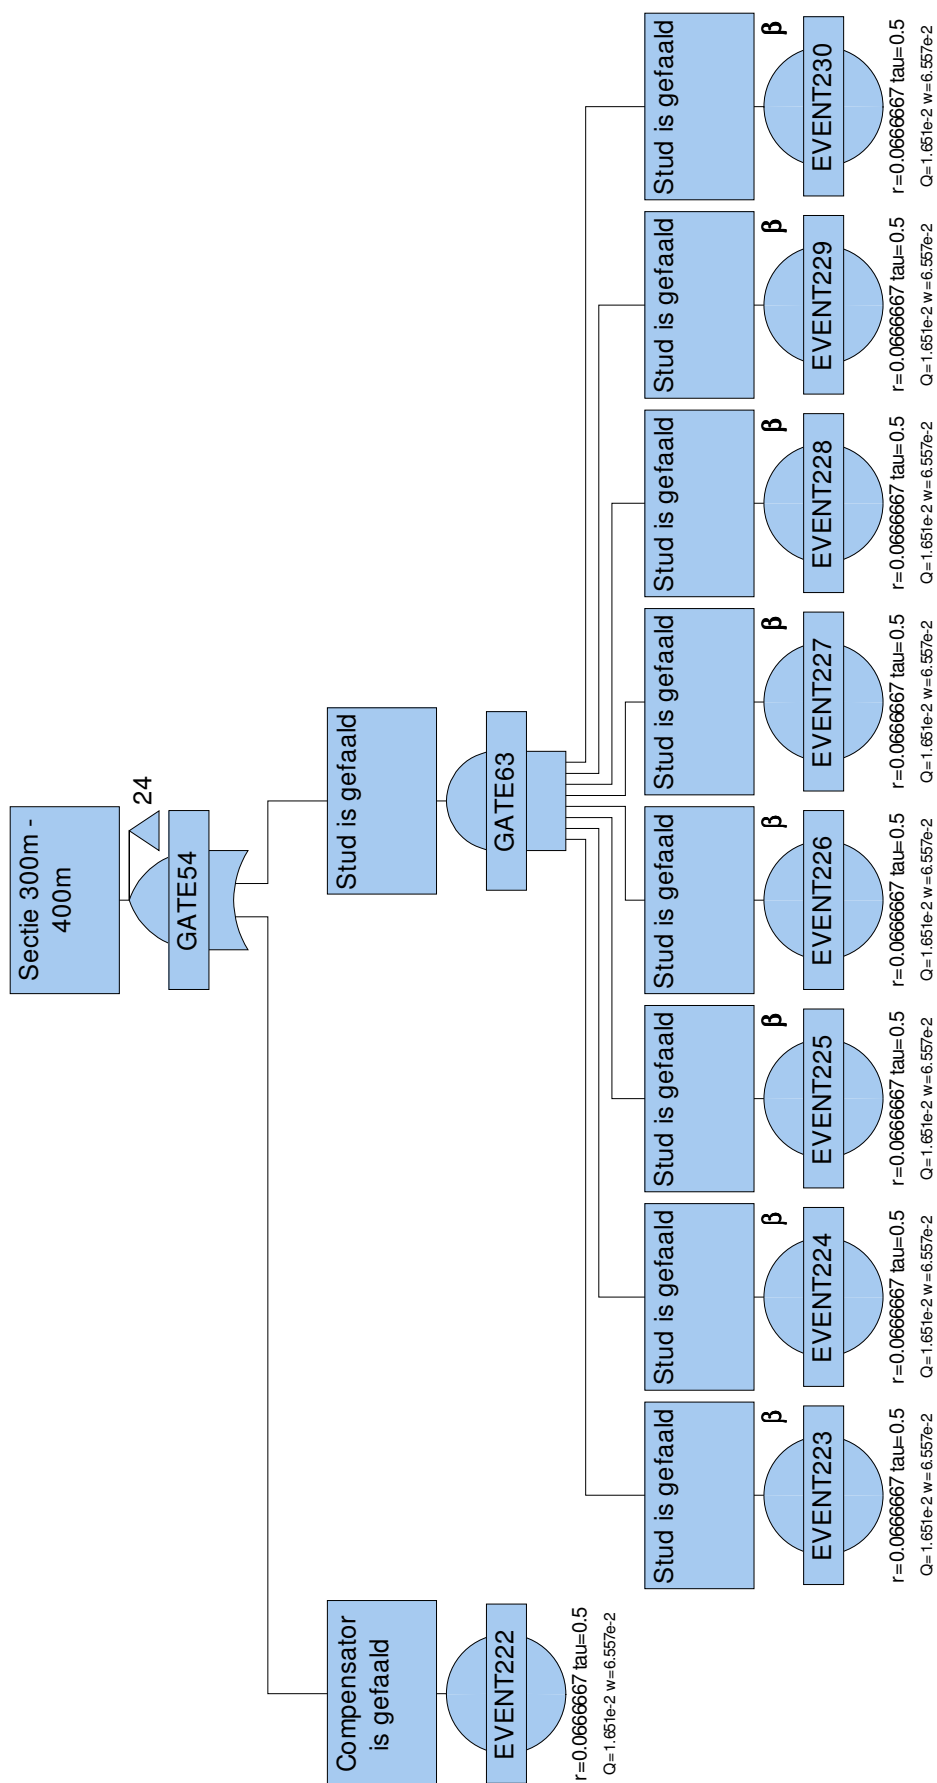 Sectie 300m -
400m
24
GATE54
Compensator
is gefaald
EVENT222
r=0.0666667 tau=0.5
Q=1.651e-2 w=6.557e-2
Stud is gefaald
GATE63
Stud is gefaald
β
EVENT223
r=0.0666667 tau=0.5
Q=1.651e-2 w=6.557e-2
Stud is gefaald
β
EVENT224
r=0.0666667 tau=0.5
Q=1.651e-2 w=6.557e-2
Stud is gefaald
β
EVENT225
r=0.0666667 tau=0.5
Q=1.651e-2 w=6.557e-2
Stud is gefaald
β
EVENT226
r=0.0666667 tau=0.5
Q=1.651e-2 w=6.557e-2
Stud is gefaald
β
EVENT227
r=0.0666667 tau=0.5
Q=1.651e-2 w=6.557e-2
Stud is gefaald
β
EVENT228
r=0.0666667 tau=0.5
Q=1.651e-2 w=6.557e-2
Stud is gefaald
β
EVENT229
r=0.0666667 tau=0.5
Q=1.651e-2 w=6.557e-2
Stud is gefaald
β
EVENT230
r=0.0666667 tau=0.5
Q=1.651e-2 w=6.557e-2